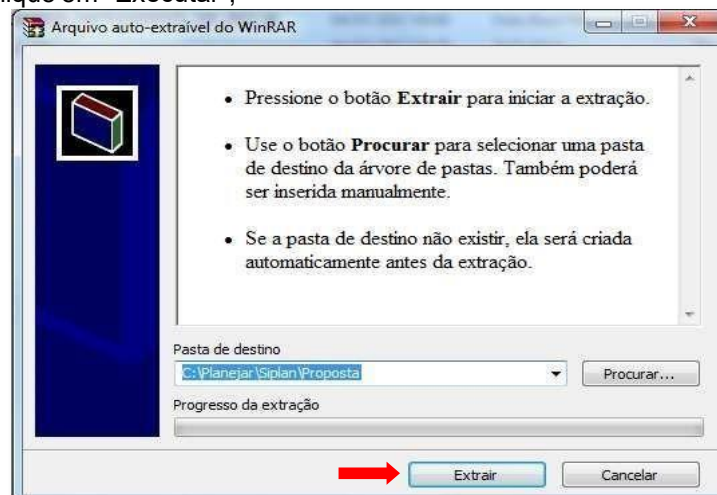 Arquivo auto-extraível do WinRAR
• Pressione o botão Extrair para iniciar a extração.
• Use o botão Procurar para selecionar uma pasta
de destino da árvore de pastas. Também poderá
ser inserida manualmente.
• Se a pasta de destino não existir, ela será criada
automaticamente antes da extração.
Pasta de destino
C:\Planejar\Siplan\Proposta
Procurar...
Progresso da extração
Extrair
Cancelar